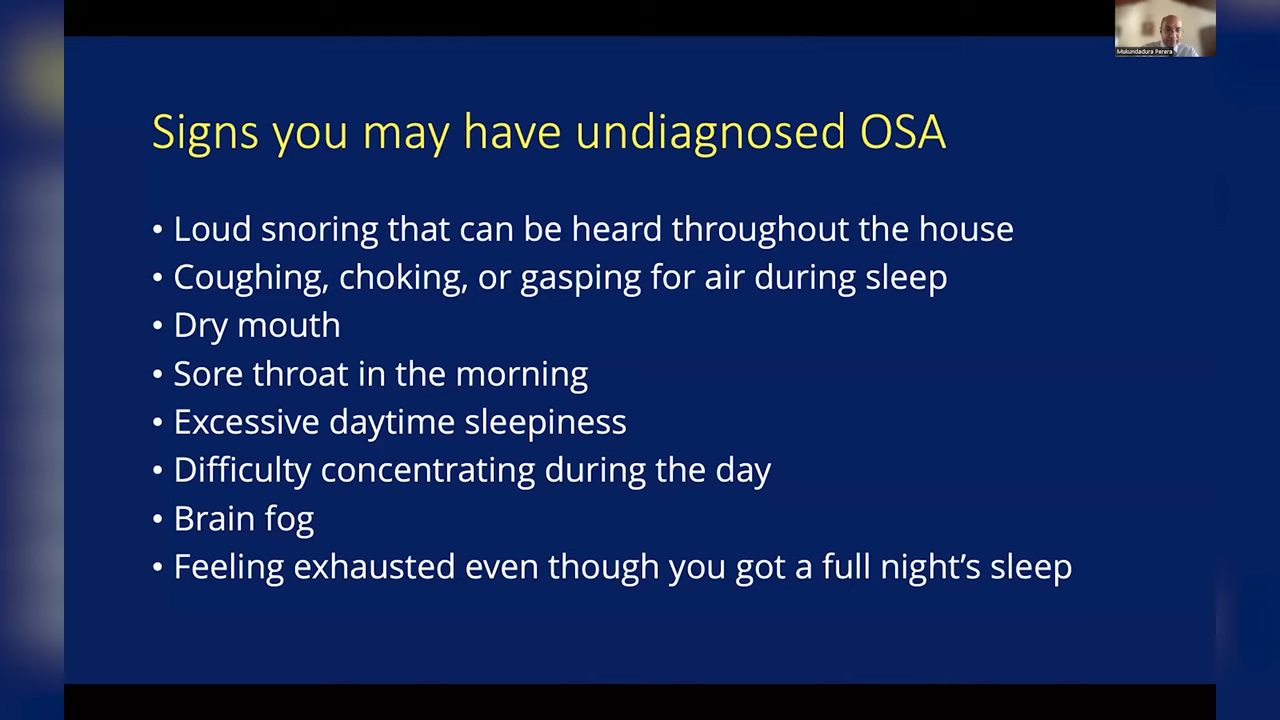 Mukundadura Perera
Signs you may have undiagnosed OSA
• Loud snoring that can be heard throughout the house
• Coughing, choking, or gasping for air during sleep
• Dry mouth
• Sore throat in the morning
• Excessive daytime sleepiness
• Difficulty concentrating during the day
• Brain fog
• Feeling exhausted even though you got a full night’s sleep